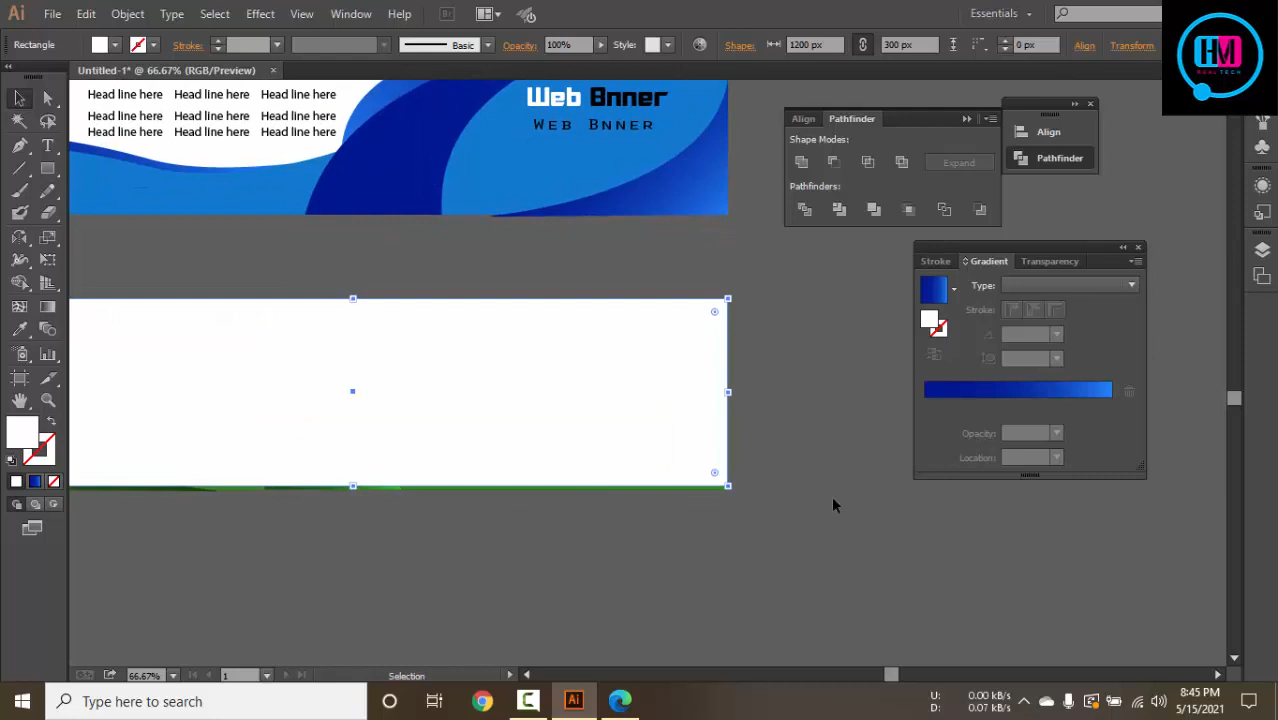 Ai File Edit Object Type Select Effect View Window Help Br Essentials
HM
REALTECH
Rectangle Stroke: Basic Opacity: 100% Style: Shape: 1200 px 300 px 0 px Align Transform
Untitled-1* @ 66.67% (RGB/Preview)
Head line here Head line here Head line here
Head line here Head line here Head line here
Head line here Head line here Head line here
Web Bnner
Web Bnner
Align Pathfinder
Shape Modes:
Expand
Pathfinders:
Align
Pathfinder
Stroke Gradient Transparency
Type:
Stroke:
Opacity:
Location:
66.67% 1 Selection
Type here to search
Ai
U: 0.00 kB/s
D: 0.07 kB/s
8:45 PM
5/15/2021